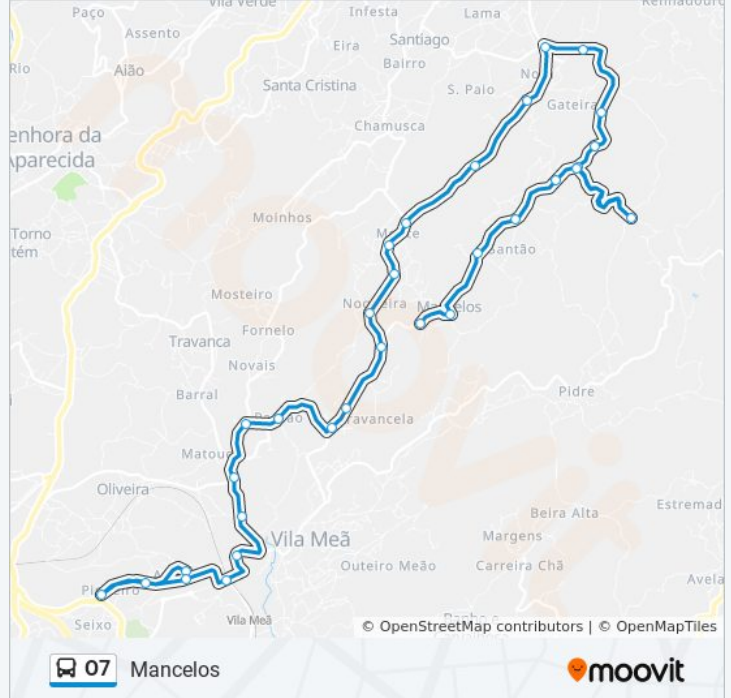 Vila Verde
Paço
Infesta
Lama
Assento
Eira
Santiago
Bairro
Rio
Aião
Santa Cristina
S. Paio
Gateira
Chamusca
enhora da
Aparecida
Torno
tém
Moinhos
Santão
Mosteiro
Nogueira
Mancelos
Fornelo
Travanca
Novais
Barral
Pidre
Travancela
Oliveira
Extremad
Vila Meã
Beira Alta
Margens
Outeiro Meão
Carreira Chã
Avela
Seixo
Vila Meã
© OpenStreetMap contributors | © OpenMapTiles
07 Mancelos
moovit